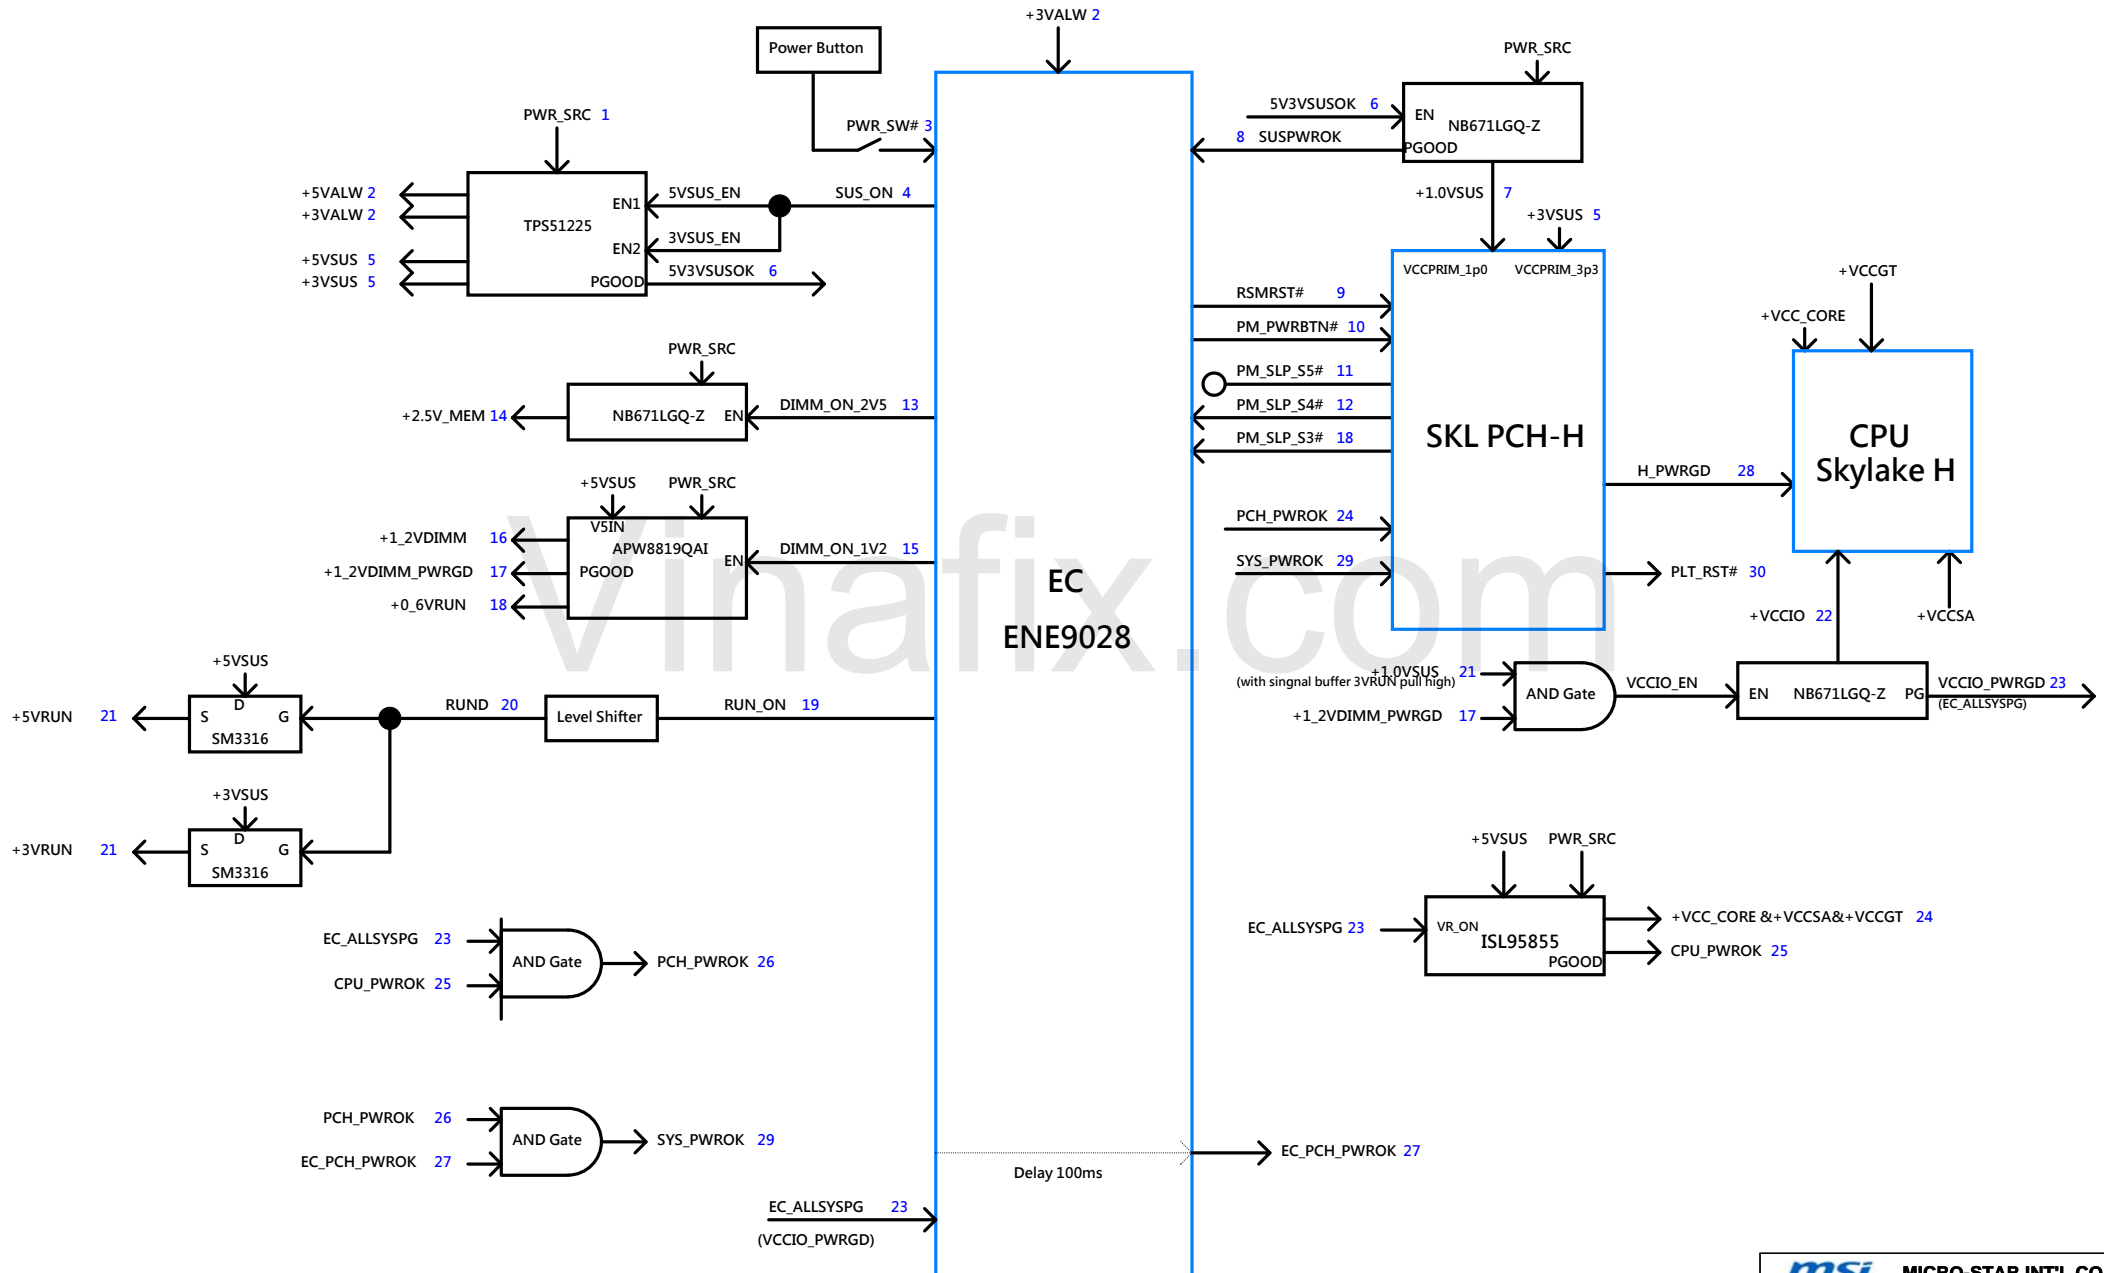 +3VALW 2
Power Button
PWR_SW# 3
PWR_SRC 1
+5VALW 2
+3VALW 2
+5VSUS 5
+3VSUS 5
TPS51225
EN1
EN2
PGOOD
5VSUS_EN
3VSUS_EN
5V3VSUSOK 6
SUS_ON 4
PWR_SRC
+2.5V_MEM 14
NB671LGQ-Z
EN
DIMM_ON_2V5 13
+5VSUS
PWR_SRC
V5IN
APW8819QAI
PGOOD
EN
+1_2VDIMM 16
+1_2VDIMM_PWRGD 17
+0_6VRUN 18
DIMM_ON_1V2 15
+5VSUS
D
S
G
SM3316
+5VRUN 21
RUND 20
Level Shifter
RUN_ON 19
+3VSUS
D
S
G
SM3316
+3VRUN 21
EC_ALLSYSPG 23
CPU_PWROK 25
AND Gate
PCH_PWROK 26
PCH_PWROK 26
EC_PCH_PWROK 27
AND Gate
SYS_PWROK 29
EC_ALLSYSPG 23
(VCCIO_PWRGD)
EC
ENE9028
Delay 100ms
EC_PCH_PWROK 27
PWR_SRC
5V3VSUSOK 6
8 SUSPWROK
EN
NB671LGQ-Z
PGOOD
+1.0VSUS 7
+3VSUS 5
VCCPRIM_1p0
VCCPRIM_3p3
RSMRST# 9
PM_PWRBTN# 10
PM_SLP_S5# 11
PM_SLP_S4# 12
PM_SLP_S3# 18
PCH_PWROK 24
SYS_PWROK 29
SKL PCH-H
H_PWRGD 28
PLT_RST# 30
+VCCGT
+VCC_CORE
CPU
Skylake H
+VCCIO 22
+VCCSA
+1.0VSUS 21
(with singnal buffer 3VRUN pull high)
+1_2VDIMM_PWRGD 17
AND Gate
VCCIO_EN
EN
NB671LGQ-Z
PG
VCCIO_PWRGD 23
(EC_ALLSYSPG)
+5VSUS
PWR_SRC
EC_ALLSYSPG 23
VR_ON
ISL95855
PGOOD
+VCC_CORE &+VCCSA&+VCCGT 24
CPU_PWROK 25
Vinafix.com
msi
MICRO-STAR INT'L CO